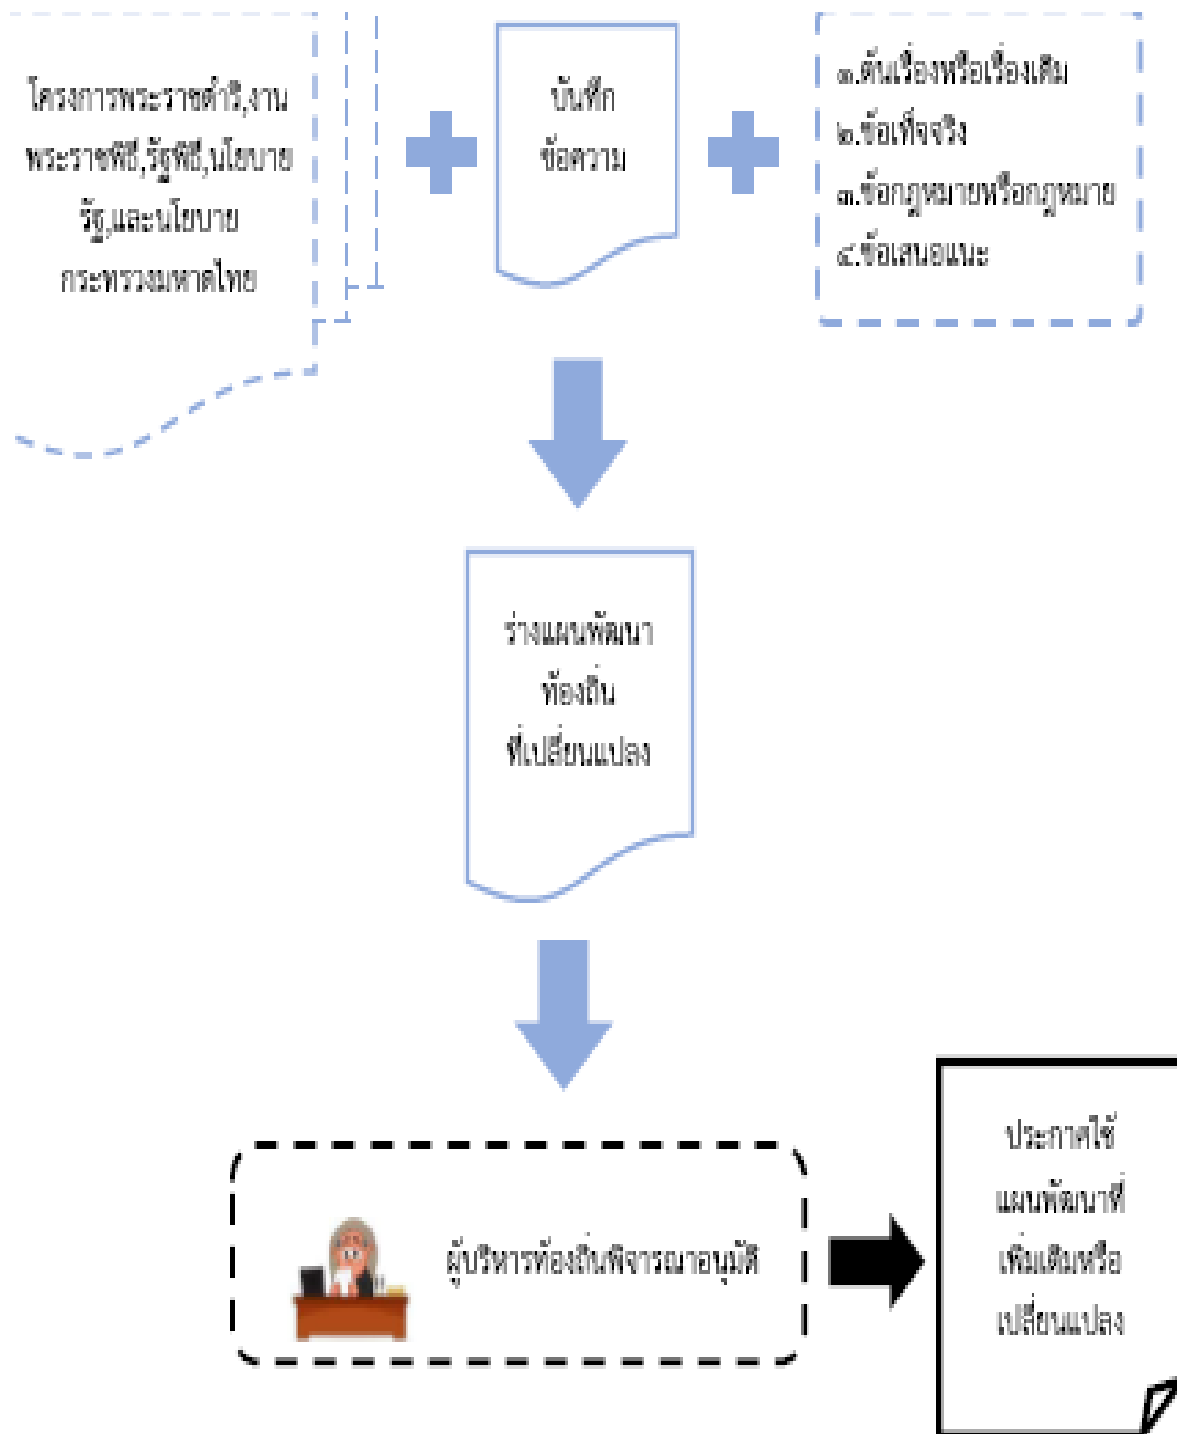 โครงการพระราชดำริ,งาน
พระราชพิธี,รัฐพิธี,นโยบาย
รัฐ,และนโยบาย
กระทรวงมหาดไทย
บันทึก
ข้อความ
๑.ต้นเรื่องหรือเรื่องเดิม
๒.ข้อเท็จจริง
๓.ข้อกฎหมายหรือกฎหมาย
๔.ข้อเสนอแนะ
ร่างแผนพัฒนา
ท้องถิ่น
ที่เปลี่ยนแปลง
ผู้บริหารท้องถิ่นพิจารณาอนุมัติ
ประกาศใช้
แผนพัฒนาที่
เพิ่มเติมหรือ
เปลี่ยนแปลง